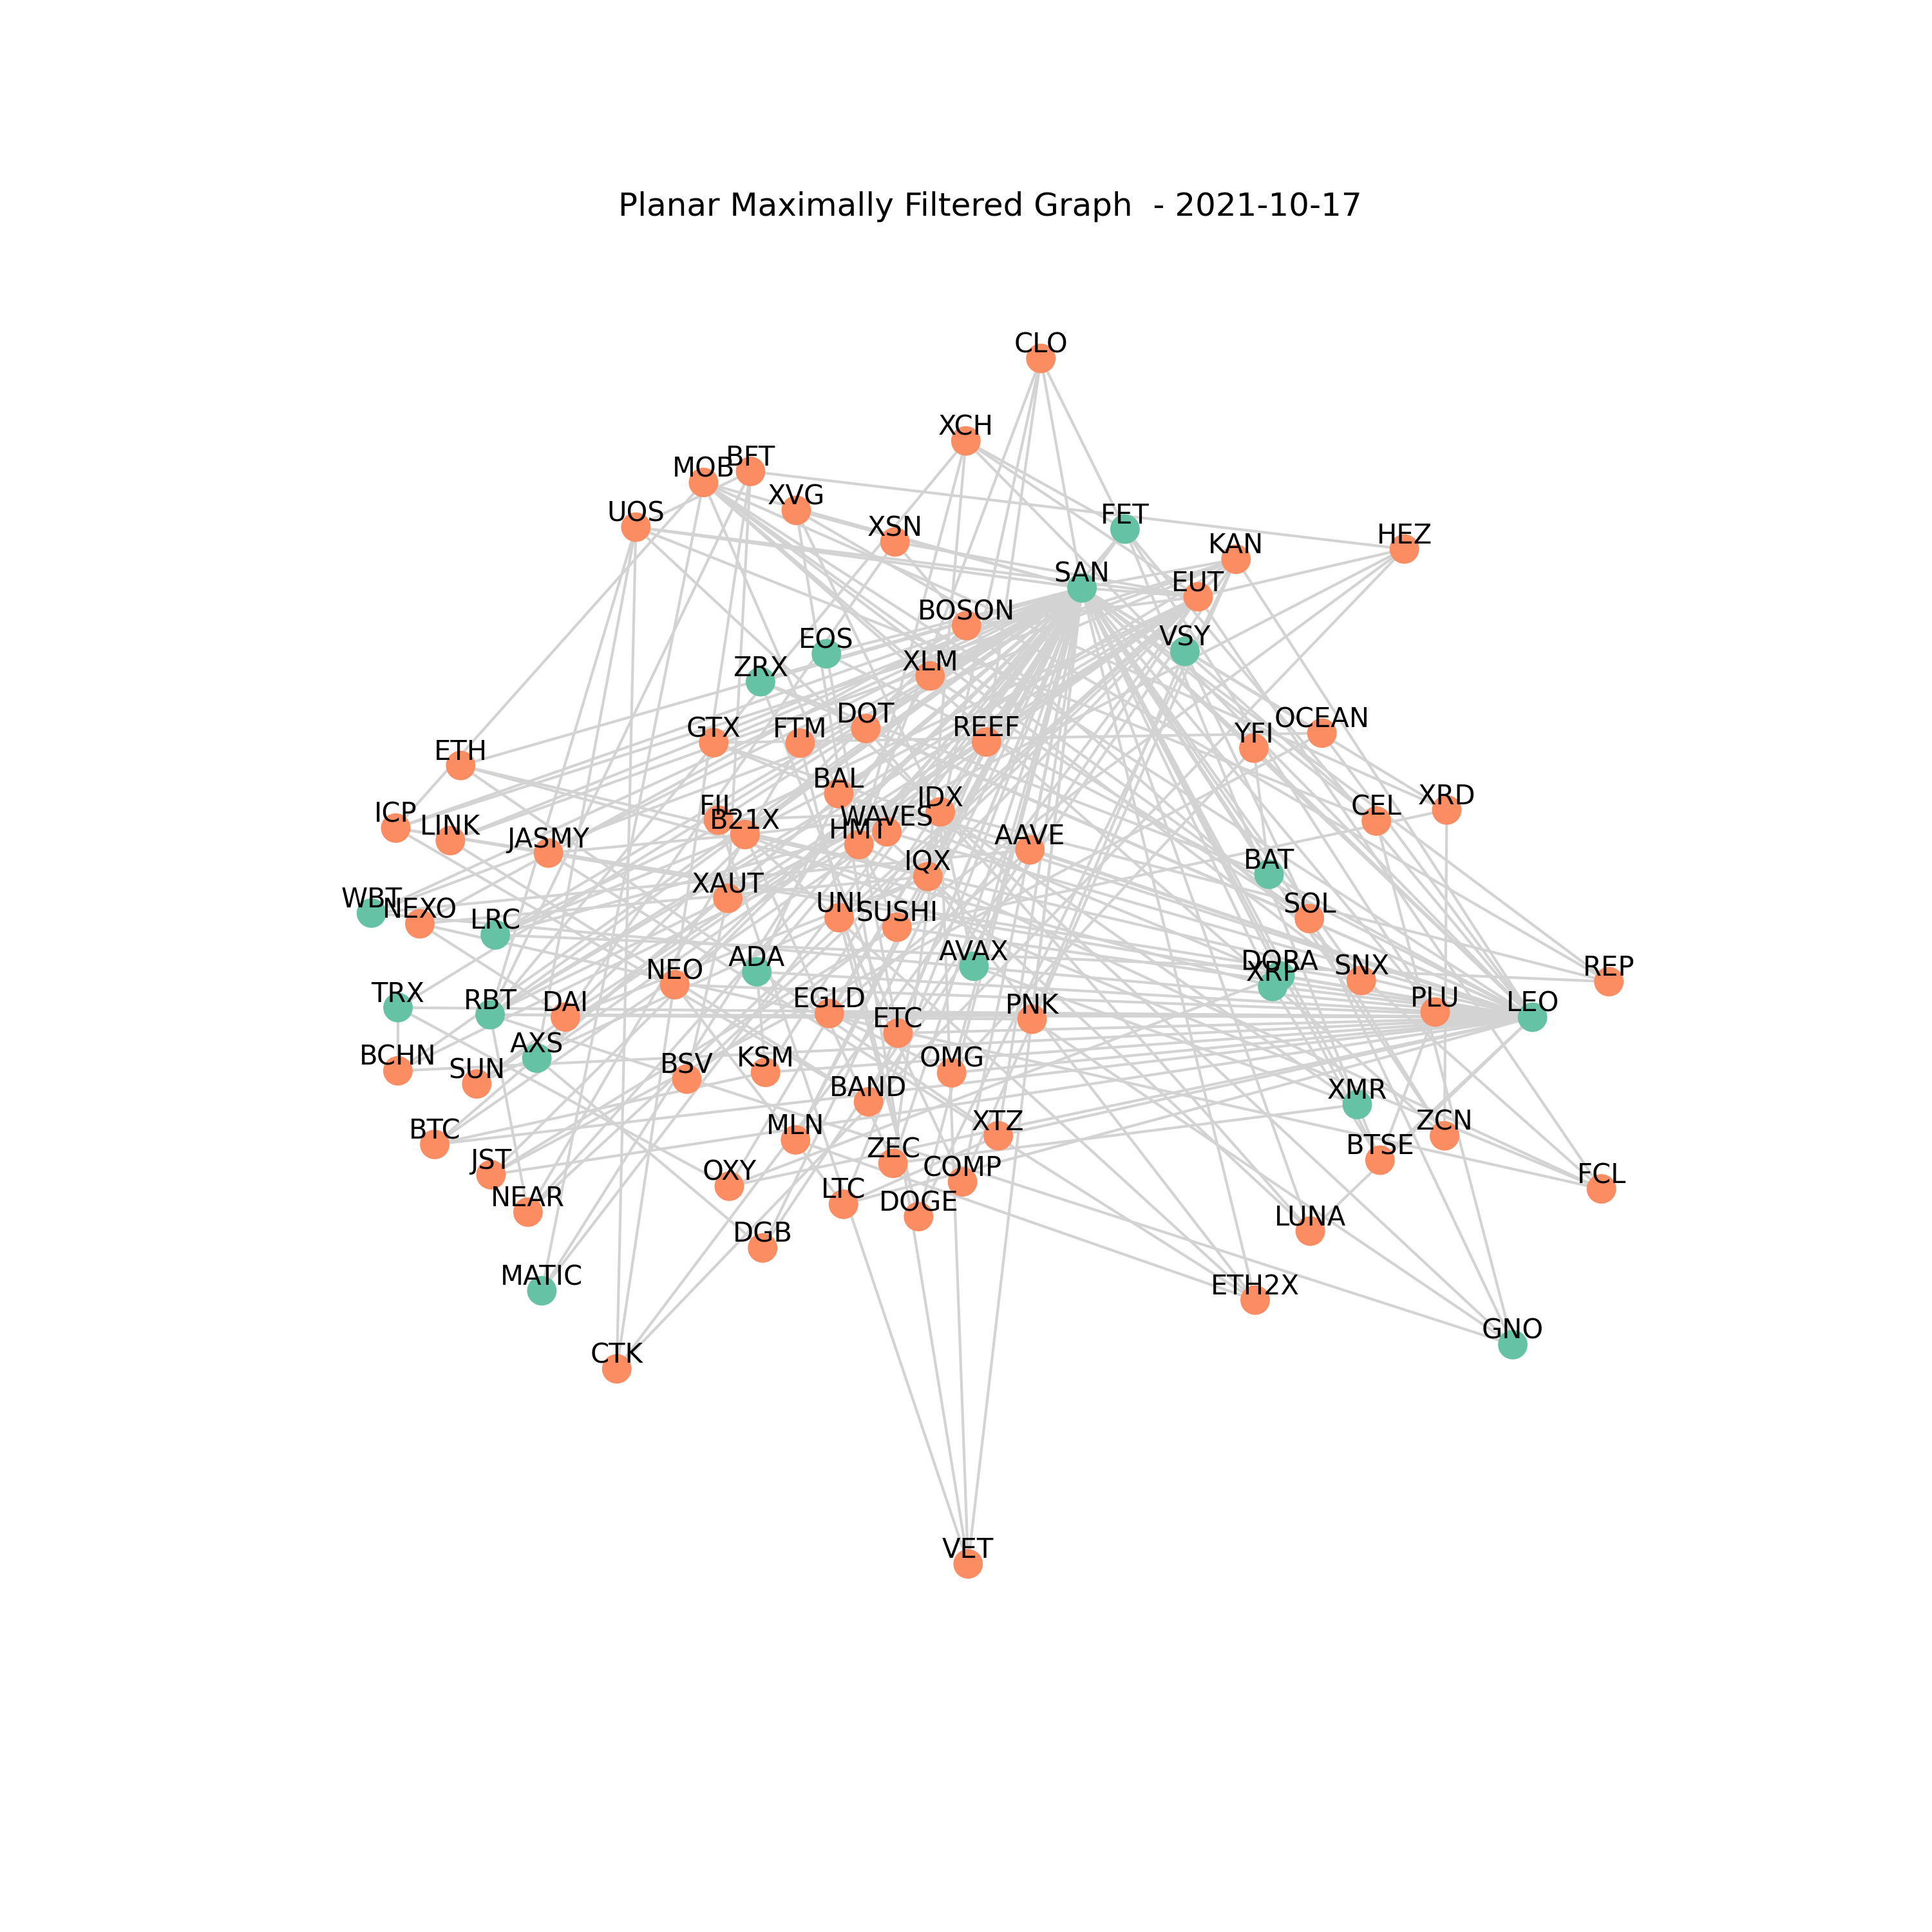 Planar Maximally Filtered Graph - 2021-10-17
CLO
XCH
BFT
MOB
XVG
UOS
FET
XSN
HEZ
KAN
SAN
EUT
BOSON
EOS
VSY
XLM
ZRX
DOT
OCEAN
GTX
FTM
REEF
YFI
ETH
BAL
IDX
XRD
FIL
CEL
ICP
B21X
WAVES
LINK
HMT
JASMY
AAVE
IQX
BAT
XAUT
WBT
NEXO
UNI
SUSHI
SOL
LRC
AVAX
ADA
DORA
NEO
XRP
SNX
REP
TRX
RBT
DAI
EGLD
PNK
PLU
LEO
ETC
AXS
BCHN
SUN
BSV
KSM
OMG
BAND
XMR
BTC
MLN
XTZ
ZCN
ZEC
BTSE
JST
OXY
COMP
FCL
NEAR
LTC
DOGE
LUNA
DGB
MATIC
ETH2X
GNO
CTK
VET